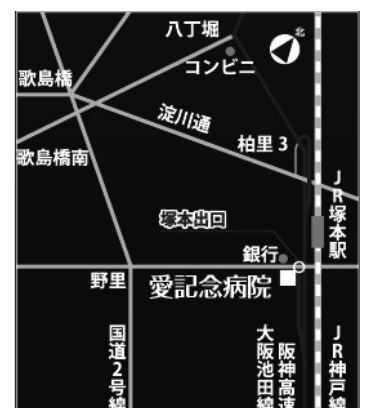 八丁堀
北
コンビニ
歌島橋
淀川通
柏里3
歌島橋南
JR塚本駅
塚本出口
銀行
野里
愛記念病院
国道2号線
大阪池田線
阪神高速
JR神戸線